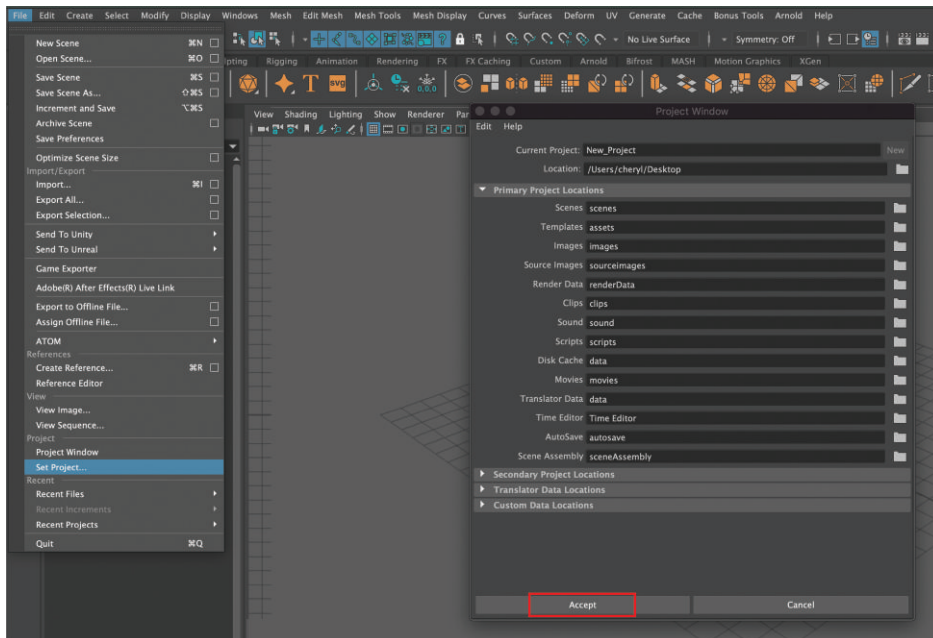 File Edit Create Select Modify Display Windows Mesh Edit Mesh Mesh Tools Mesh Display Curves Surfaces Deform UV Generate Cache Bonus Tools Arnold Help
No Live Surface Symmetry: Off
Rigging Animation Rendering FX FX Caching Custom Arnold Bifrost MASH Motion Graphics XGen
T svg 0,0,0
New Scene ⌘N
Open Scene... ⌘O
Save Scene ⌘S
Save Scene As... ⇧⌘S
Increment and Save ⌥⌘S
Archive Scene
Save Preferences
Optimize Scene Size
Import/Export
Import... ⌘I
Export All...
Export Selection...
Send To Unity
Send To Unreal
Game Exporter
Adobe(R) After Effects(R) Live Link
Export to Offline File...
Assign Offline File...
ATOM
References
Create Reference... ⌘R
Reference Editor
View
View Image...
View Sequence...
Project
Project Window
Set Project...
Recent
Recent Files
Recent Increments
Recent Projects
Quit ⌘Q
View Shading Lighting Show Renderer
Project Window
Edit Help
Current Project: New_Project New
Location: /Users/cheryl/Desktop
Primary Project Locations
Scenes scenes
Templates assets
Images images
Source Images sourceimages
Render Data renderData
Clips clips
Sound sound
Scripts scripts
Disk Cache data
Movies movies
Translator Data data
Time Editor Time Editor
AutoSave autosave
Scene Assembly sceneAssembly
Secondary Project Locations
Translator Data Locations
Custom Data Locations
Accept Cancel